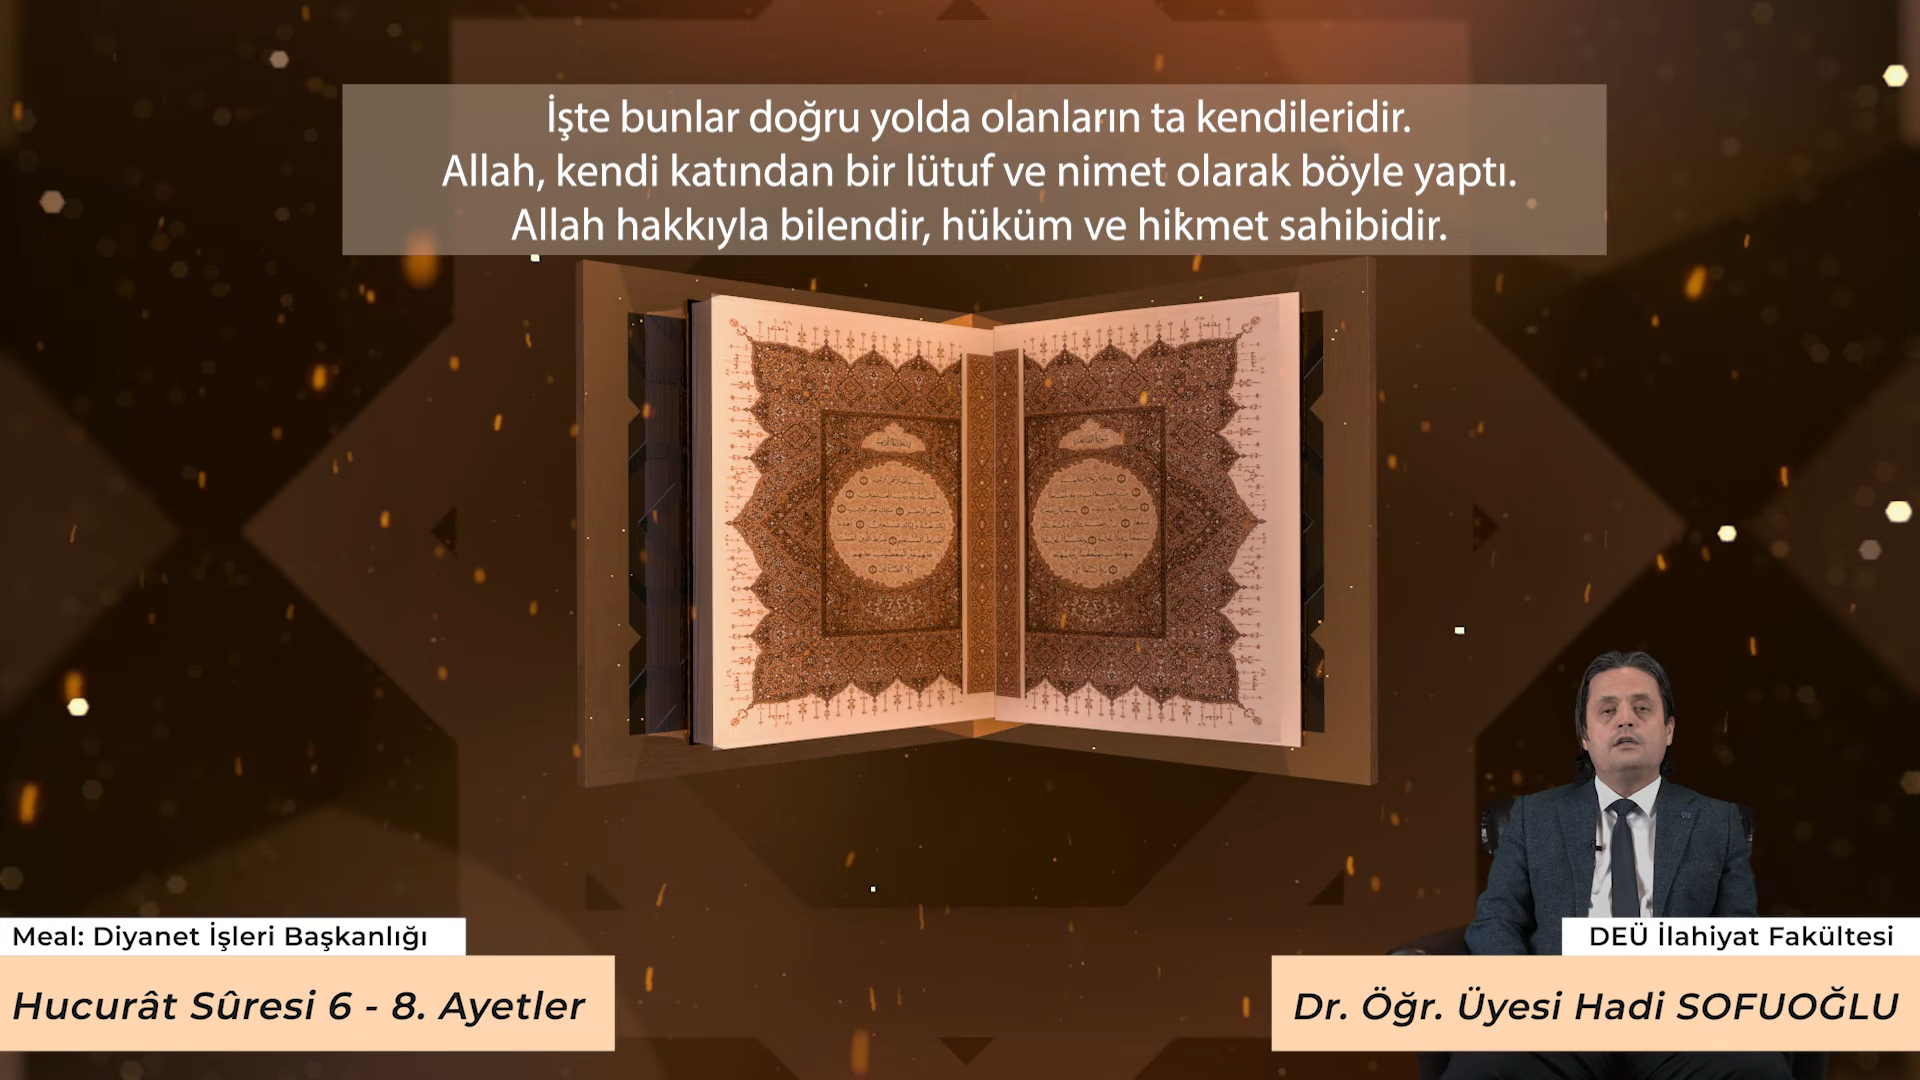 İşte bunlar doğru yolda olanların ta kendileridir.
Allah, kendi katından bir lütuf ve nimet olarak böyle yaptı.
Allah hakkıyla bilendir, hüküm ve hikmet sahibidir.
Meal: Diyanet İşleri Başkanlığı
Hucurât Sûresi 6 - 8. Ayetler
DEÜ İlahiyat Fakültesi
Dr. Öğr. Üyesi Hadi SOFUOĞLU